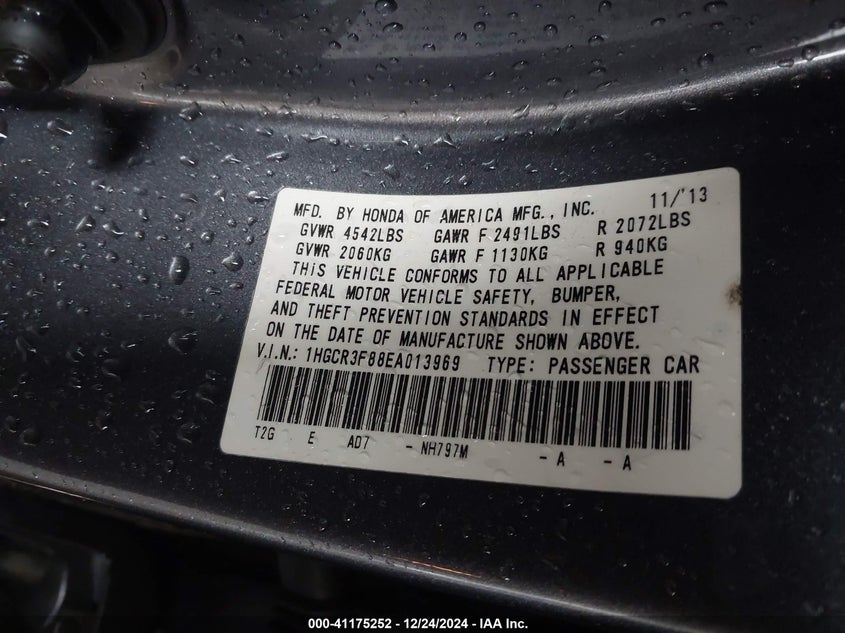 MFD. BY HONDA OF AMERICA MFG., INC. 11/'13
GVWR 4542LBS GAWR F 2491LBS R 2072LBS
GVWR 2060KG GAWR F 1130KG R 940KG
THIS VEHICLE CONFORMS TO ALL APPLICABLE
FEDERAL MOTOR VEHICLE SAFETY, BUMPER,
AND THEFT PREVENTION STANDARDS IN EFFECT
ON THE DATE OF MANUFACTURE SHOWN ABOVE.
V.I.N.: 1HGCR3F88EA013969 TYPE: PASSENGER CAR
T2G E AD7 - NH797M - A - A
000-41175252 - 12/24/2024 - IAA Inc.